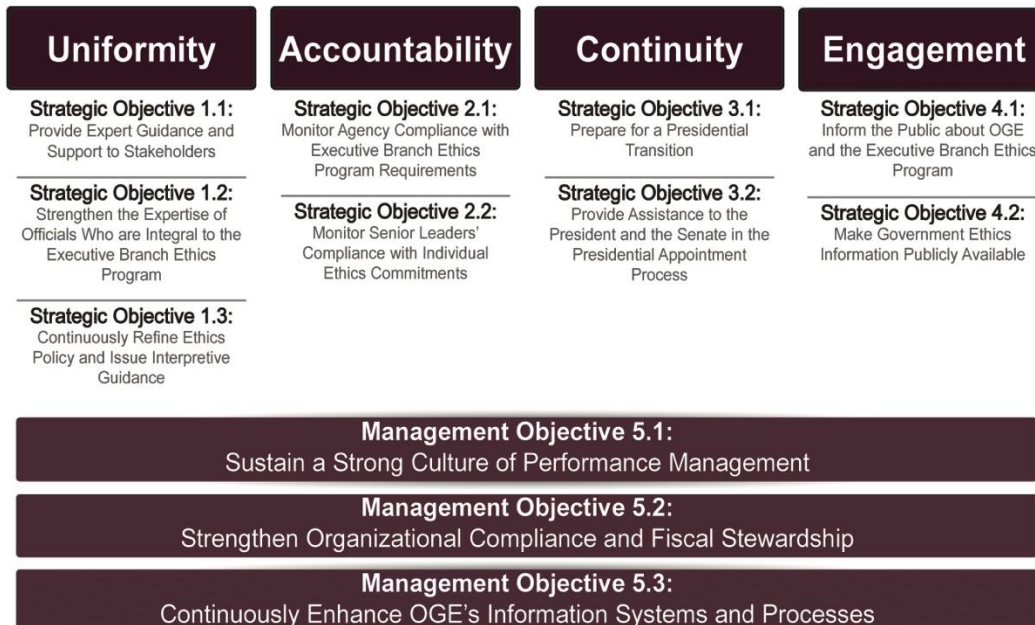 Uniformity
Strategic Objective 1.1:
Provide Expert Guidance and
Support to Stakeholders
Strategic Objective 1.2:
Strengthen the Expertise of
Officials Who are Integral to the
Executive Branch Ethics
Program
Strategic Objective 1.3:
Continuously Refine Ethics
Policy and Issue Interpretive
Guidance
Accountability
Strategic Objective 2.1:
Monitor Agency Compliance with
Executive Branch Ethics
Program Requirements
Strategic Objective 2.2:
Monitor Senior Leaders’
Compliance with Individual
Ethics Commitments
Continuity
Strategic Objective 3.1:
Prepare for a Presidential
Transition
Strategic Objective 3.2:
Provide Assistance to the
President and the Senate in the
Presidential Appointment
Process
Engagement
Strategic Objective 4.1:
Inform the Public about OGE
and the Executive Branch Ethics
Program
Strategic Objective 4.2:
Make Government Ethics
Information Publicly Available
Management Objective 5.1:
Sustain a Strong Culture of Performance Management
Management Objective 5.2:
Strengthen Organizational Compliance and Fiscal Stewardship
Management Objective 5.3:
Continuously Enhance OGE’s Information Systems and Processes